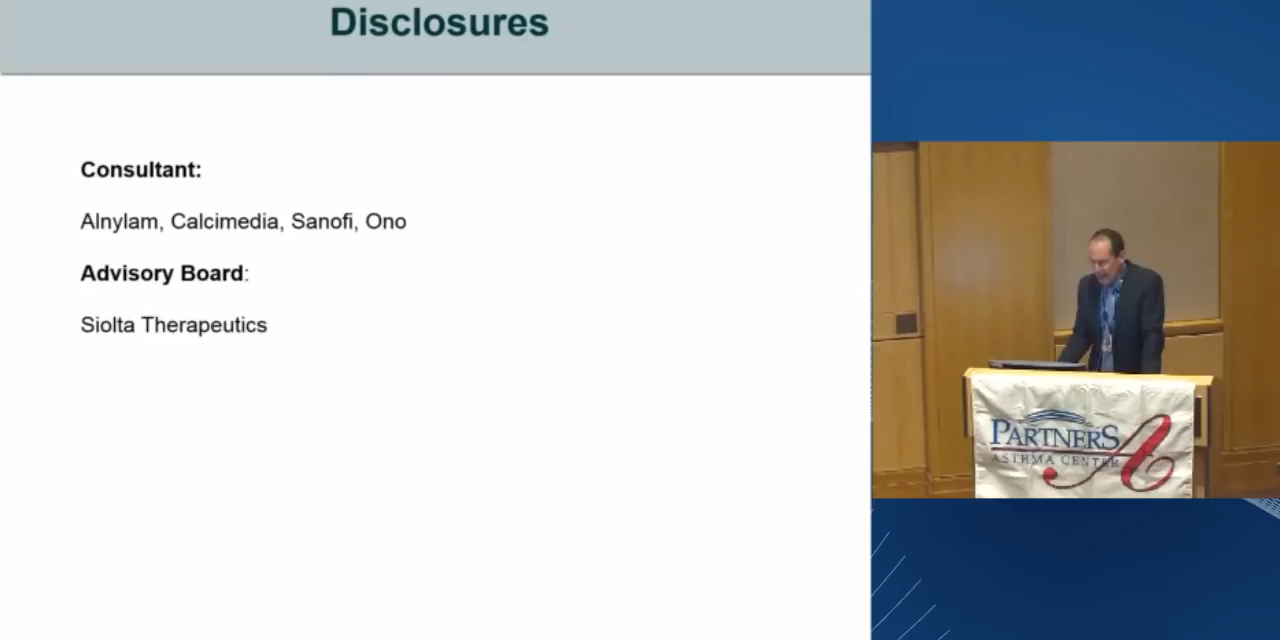 Disclosures
Consultant:
Alnylam, Calcimedia, Sanofi, Ono
Advisory Board:
Siolta Therapeutics
PARTNERS
ASTHMA CENTER
A